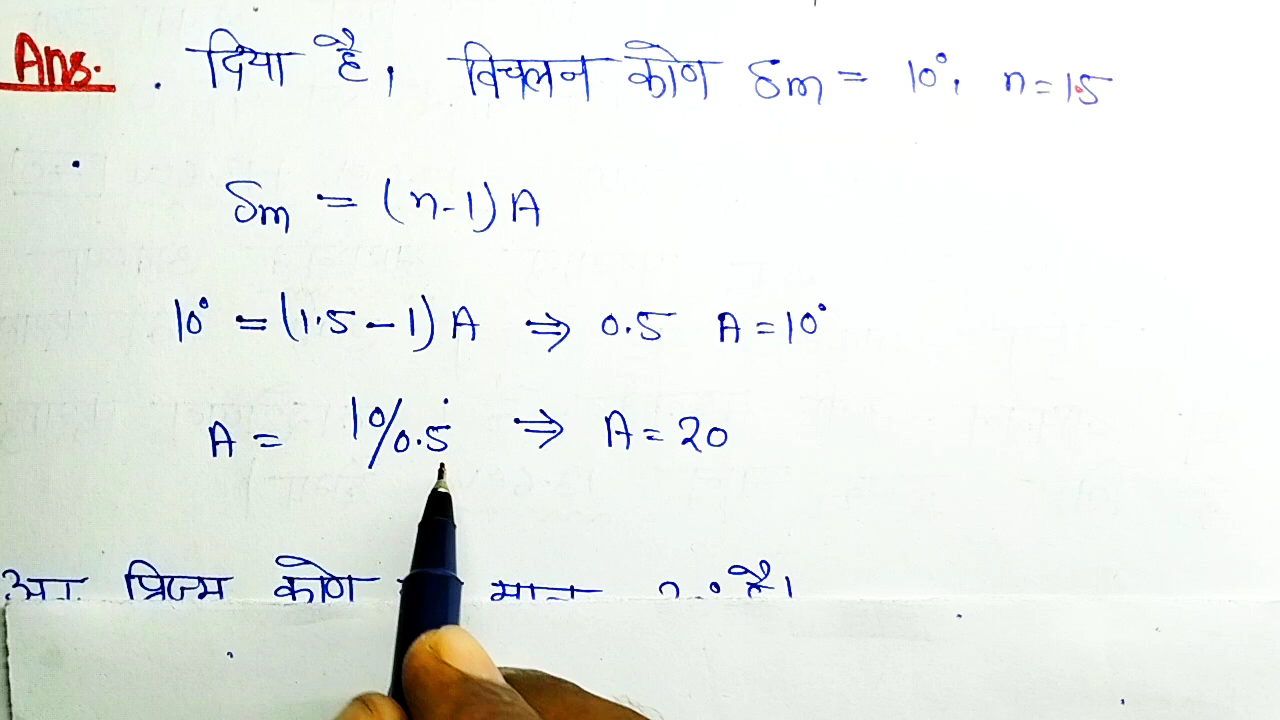 Ans. दिया है, विचलन कोण δm = 10°, n = 1.5
δm = (n-1)A
10° = (1.5 - 1) A ⇒ 0.5 A = 10°
A = 10/0.5 ⇒ A = 20
प्रिज्म कोण मान है।